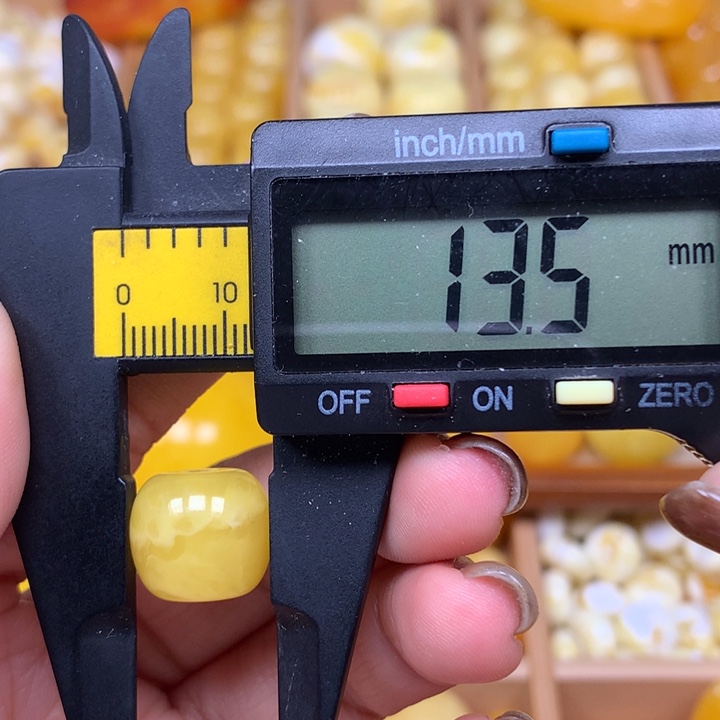 inch/mm
13.5 mm
0 10
OFF ON ZERO